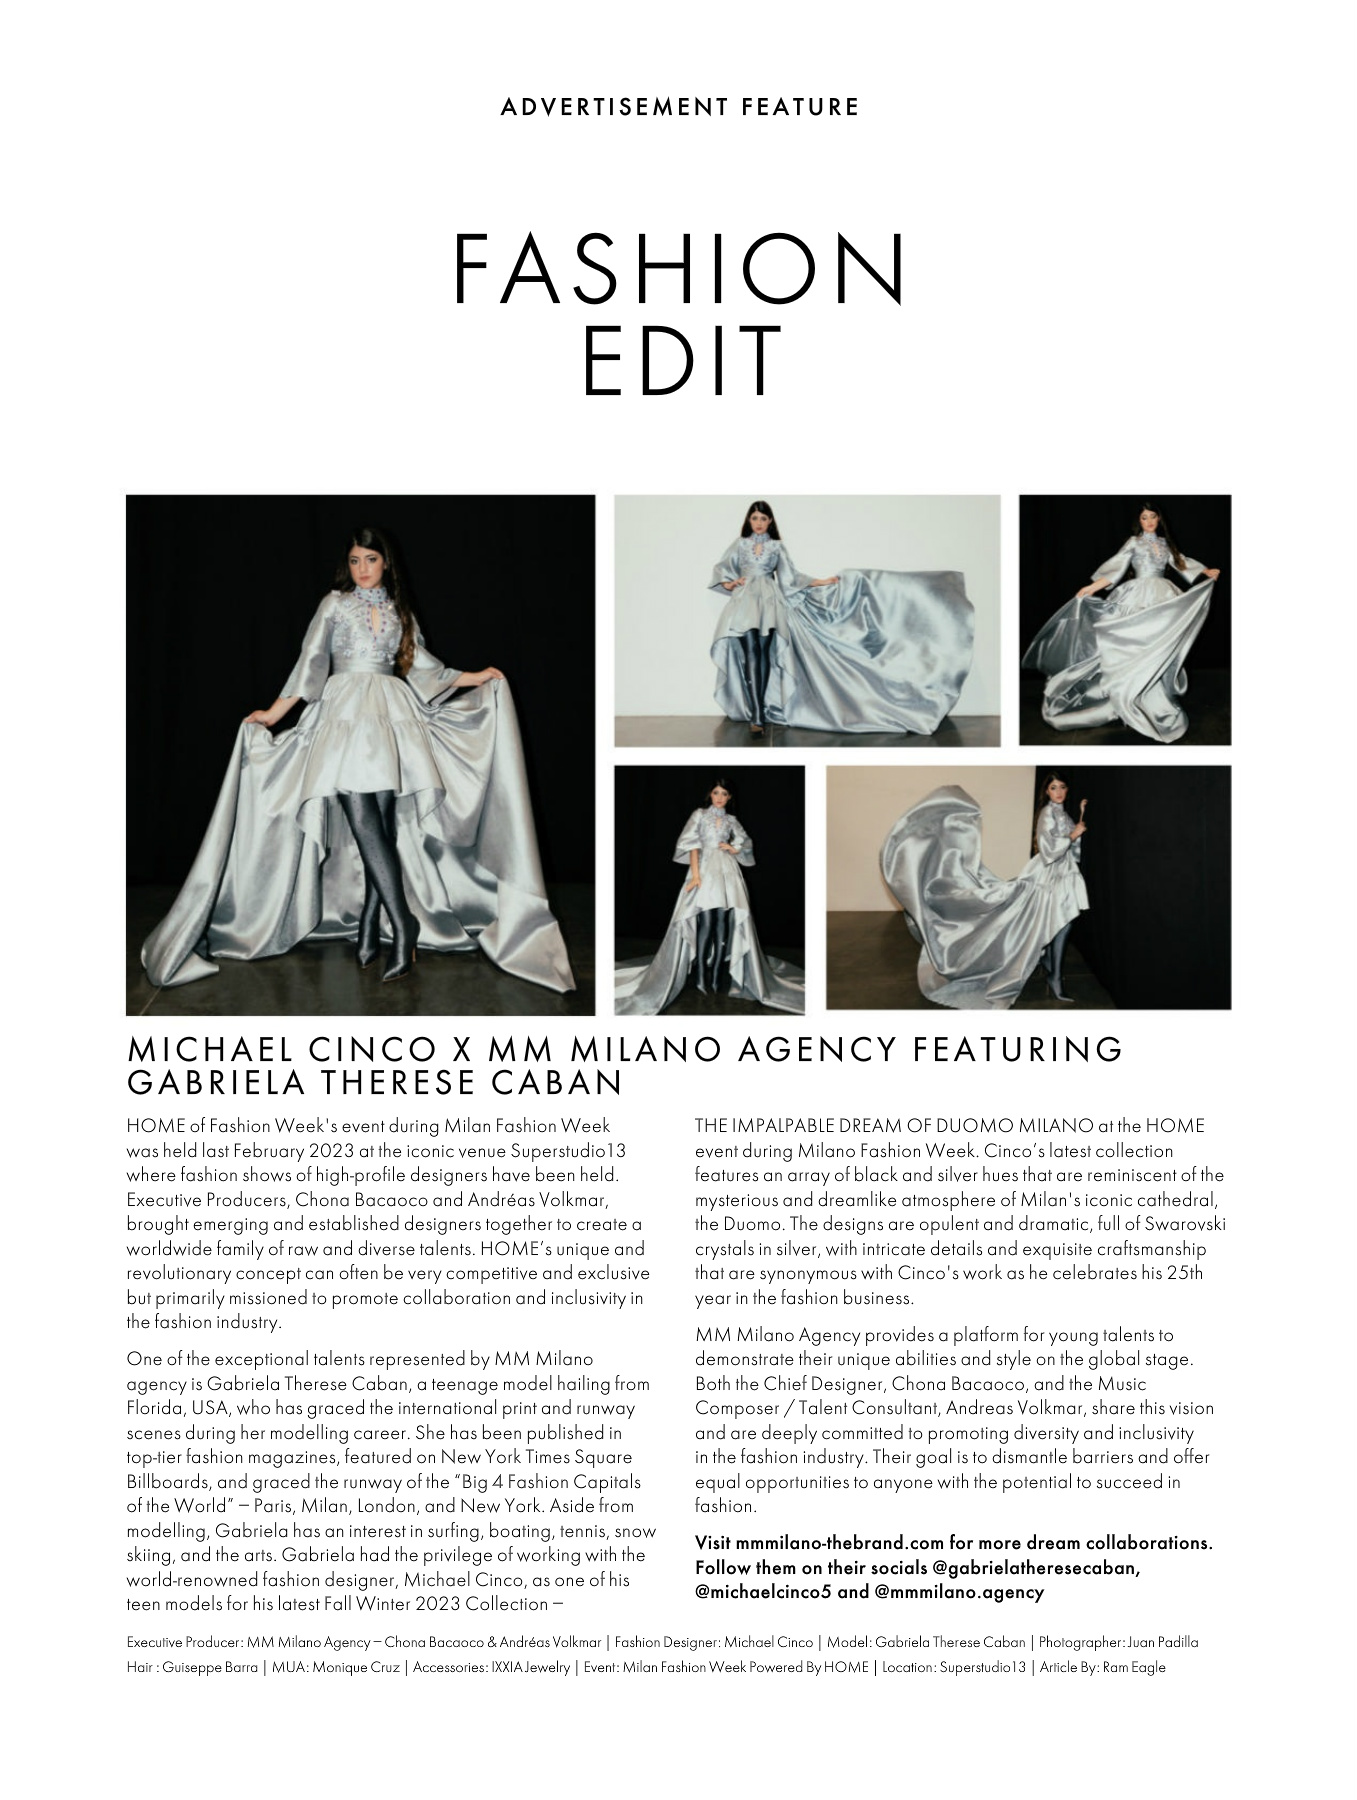 ADVERTISEMENT FEATURE
FASHION
EDIT
MICHAEL CINCO X MM MILANO AGENCY FEATURING
GABRIELA THERESE CABAN
HOME of Fashion Week's event during Milan Fashion Week
was held last February 2023 at the iconic venue Superstudio13
where fashion shows of high-profile designers have been held.
Executive Producers, Chona Bacaoco and Andréas Volkmar,
brought emerging and established designers together to create a
worldwide family of raw and diverse talents. HOME’s unique and
revolutionary concept can often be very competitive and exclusive
but primarily missioned to promote collaboration and inclusivity in
the fashion industry.
One of the exceptional talents represented by MM Milano
agency is Gabriela Therese Caban, a teenage model hailing from
Florida, USA, who has graced the international print and runway
scenes during her modelling career. She has been published in
top-tier fashion magazines, featured on New York Times Square
Billboards, and graced the runway of the “Big 4 Fashion Capitals
of the World” – Paris, Milan, London, and New York. Aside from
modelling, Gabriela has an interest in surfing, boating, tennis, snow
skiing, and the arts. Gabriela had the privilege of working with the
world-renowned fashion designer, Michael Cinco, as one of his
teen models for his latest Fall Winter 2023 Collection –
THE IMPALPABLE DREAM OF DUOMO MILANO at the HOME
event during Milano Fashion Week. Cinco’s latest collection
features an array of black and silver hues that are reminiscent of the
mysterious and dreamlike atmosphere of Milan's iconic cathedral,
the Duomo. The designs are opulent and dramatic, full of Swarovski
crystals in silver, with intricate details and exquisite craftsmanship
that are synonymous with Cinco's work as he celebrates his 25th
year in the fashion business.
MM Milano Agency provides a platform for young talents to
demonstrate their unique abilities and style on the global stage.
Both the Chief Designer, Chona Bacaoco, and the Music
Composer / Talent Consultant, Andreas Volkmar, share this vision
and are deeply committed to promoting diversity and inclusivity
in the fashion industry. Their goal is to dismantle barriers and offer
equal opportunities to anyone with the potential to succeed in
fashion.
Visit mmmilano-thebrand.com for more dream collaborations.
Follow them on their socials @gabrielatheresecaban,
@michaelcinco5 and @mmmilano.agency
Executive Producer: MM Milano Agency – Chona Bacaoco & Andréas Volkmar | Fashion Designer: Michael Cinco | Model: Gabriela Therese Caban | Photographer: Juan Padilla
Hair : Guiseppe Barra | MUA: Monique Cruz | Accessories: IXXIA Jewelry | Event: Milan Fashion Week Powered By HOME | Location: Superstudio13 | Article By: Ram Eagle